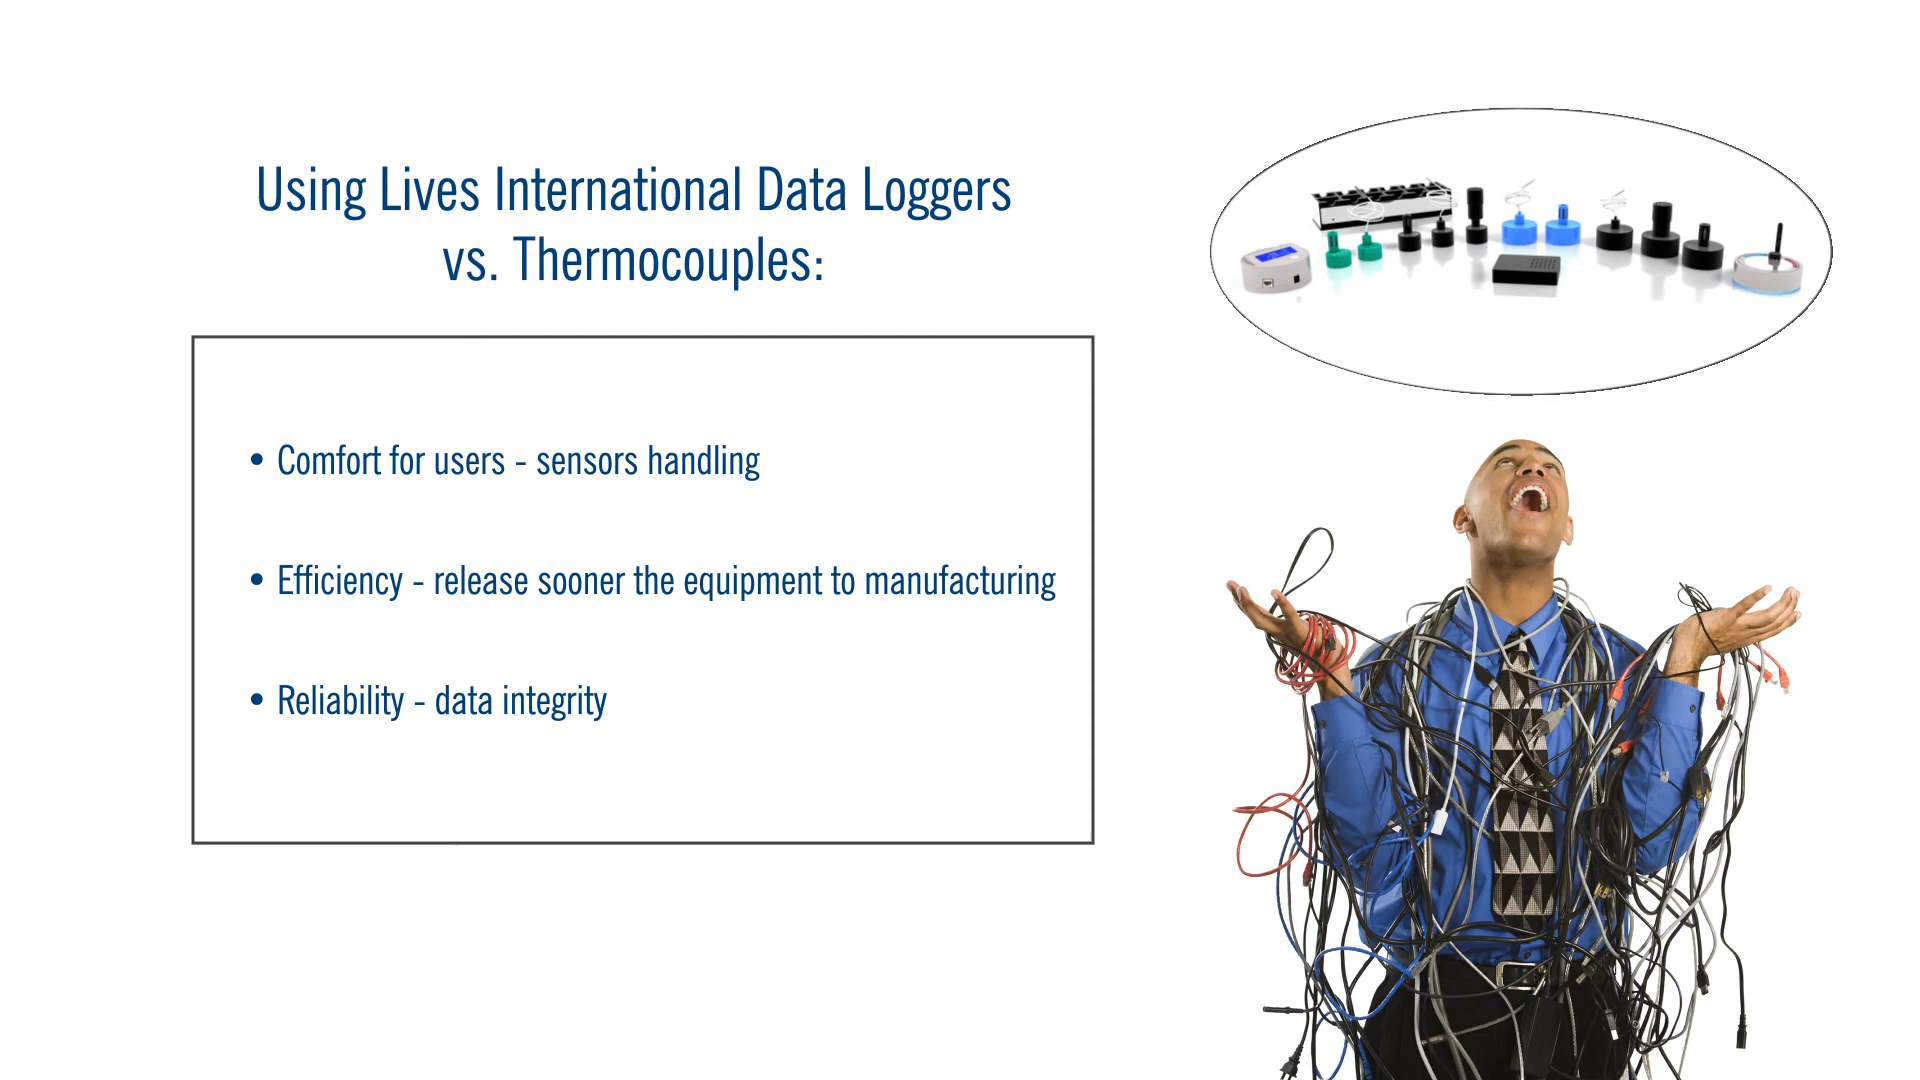 Using Lives International Data Loggers
vs. Thermocouples:
• Comfort for users - sensors handling
• Efficiency - release sooner the equipment to manufacturing
• Reliability - data integrity